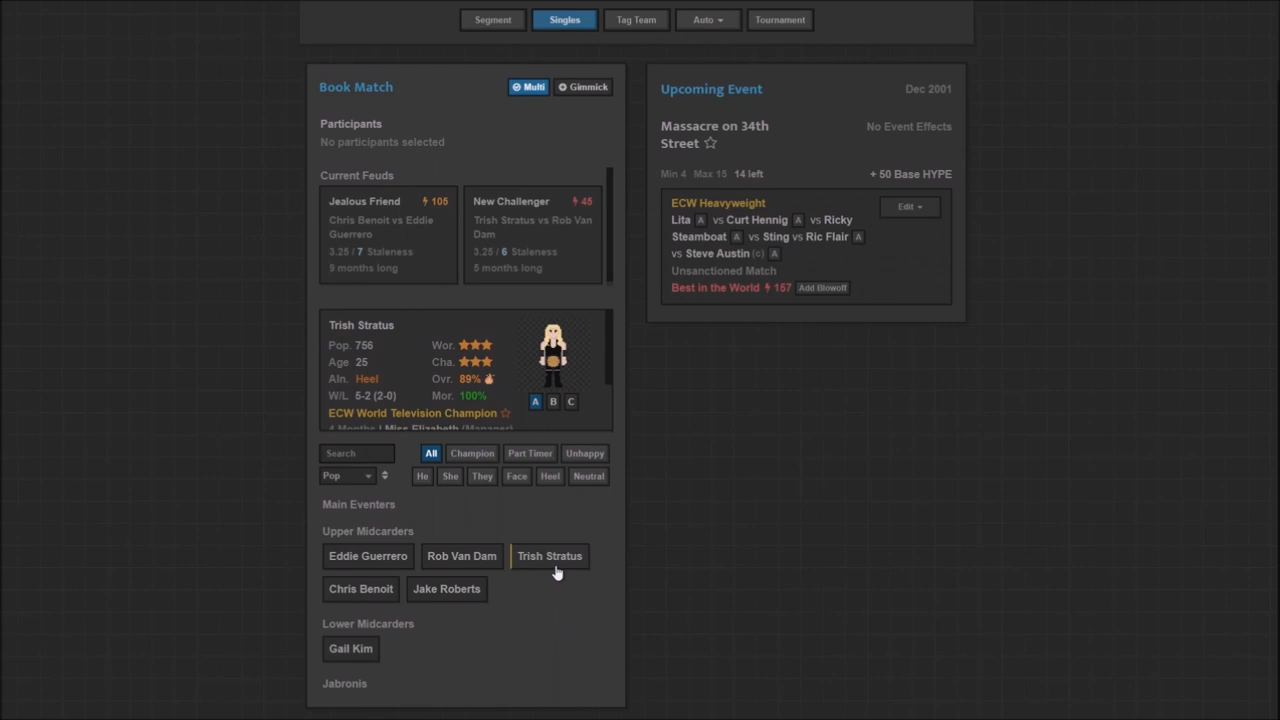 Segment Singles Tag Team Auto Tournament
Book Match Multi Gimmick
Participants
No participants selected
Current Feuds
Jealous Friend 105
Chris Benoit vs Eddie
Guerrero
3.25 / 7 Staleness
9 months long
New Challenger 45
Trish Stratus vs Rob Van
Dam
3.25 / 6 Staleness
5 months long
Trish Stratus
Pop. 756 Wor.
Age 25 Cha.
Aln. Heel Ovr. 89%
W/L 5-2 (2-0) Mor. 100%
A B C
ECW World Television Champion
4 Months | Miss Elizabeth (Manager)
Search All Champion Part Timer Unhappy
Pop He She They Face Heel Neutral
Main Eventers
Upper Midcarders
Eddie Guerrero Rob Van Dam Trish Stratus
Chris Benoit Jake Roberts
Lower Midcarders
Gail Kim
Jabronis
Upcoming Event Dec 2001
Massacre on 34th No Event Effects
Street
Min 4 Max 15 14 left + 50 Base HYPE
ECW Heavyweight Edit
Lita A vs Curt Hennig A vs Ricky
Steamboat A vs Sting vs Ric Flair A
vs Steve Austin (c) A
Unsanctioned Match
Best in the World 157 Add Blowoff